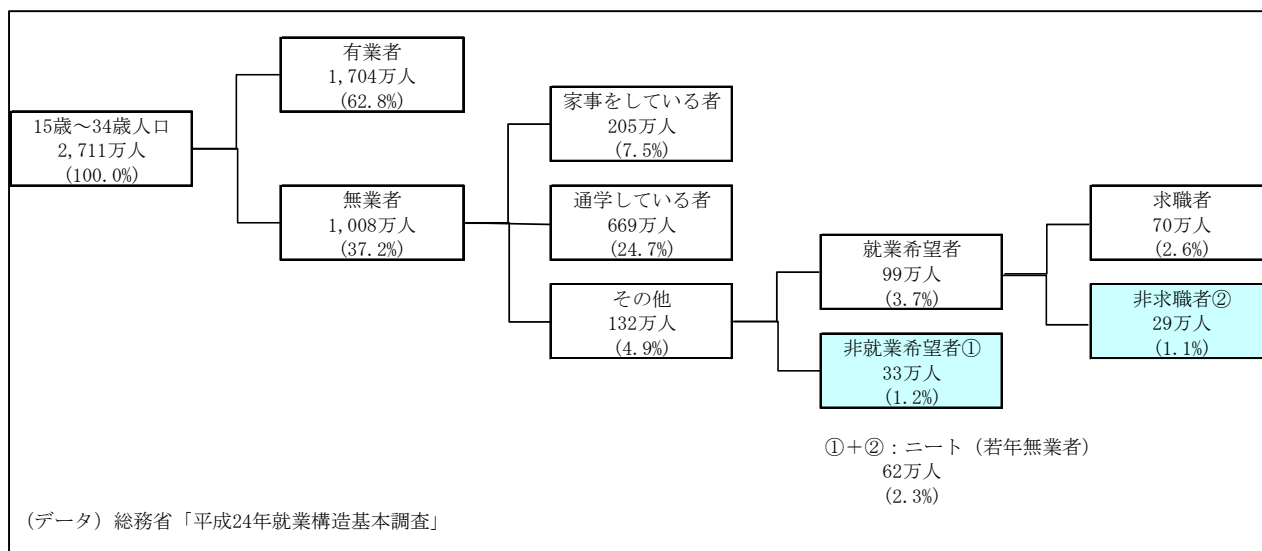 15歳～34歳人口
2,711万人
(100.0%)
有業者
1,704万人
(62.8%)
無業者
1,008万人
(37.2%)
家事をしている者
205万人
(7.5%)
通学している者
669万人
(24.7%)
その他
132万人
(4.9%)
就業希望者
99万人
(3.7%)
非就業希望者①
33万人
(1.2%)
求職者
70万人
(2.6%)
非求職者②
29万人
(1.1%)
①＋②：ニート（若年無業者）
62万人
(2.3%)
（データ）総務省「平成24年就業構造基本調査」